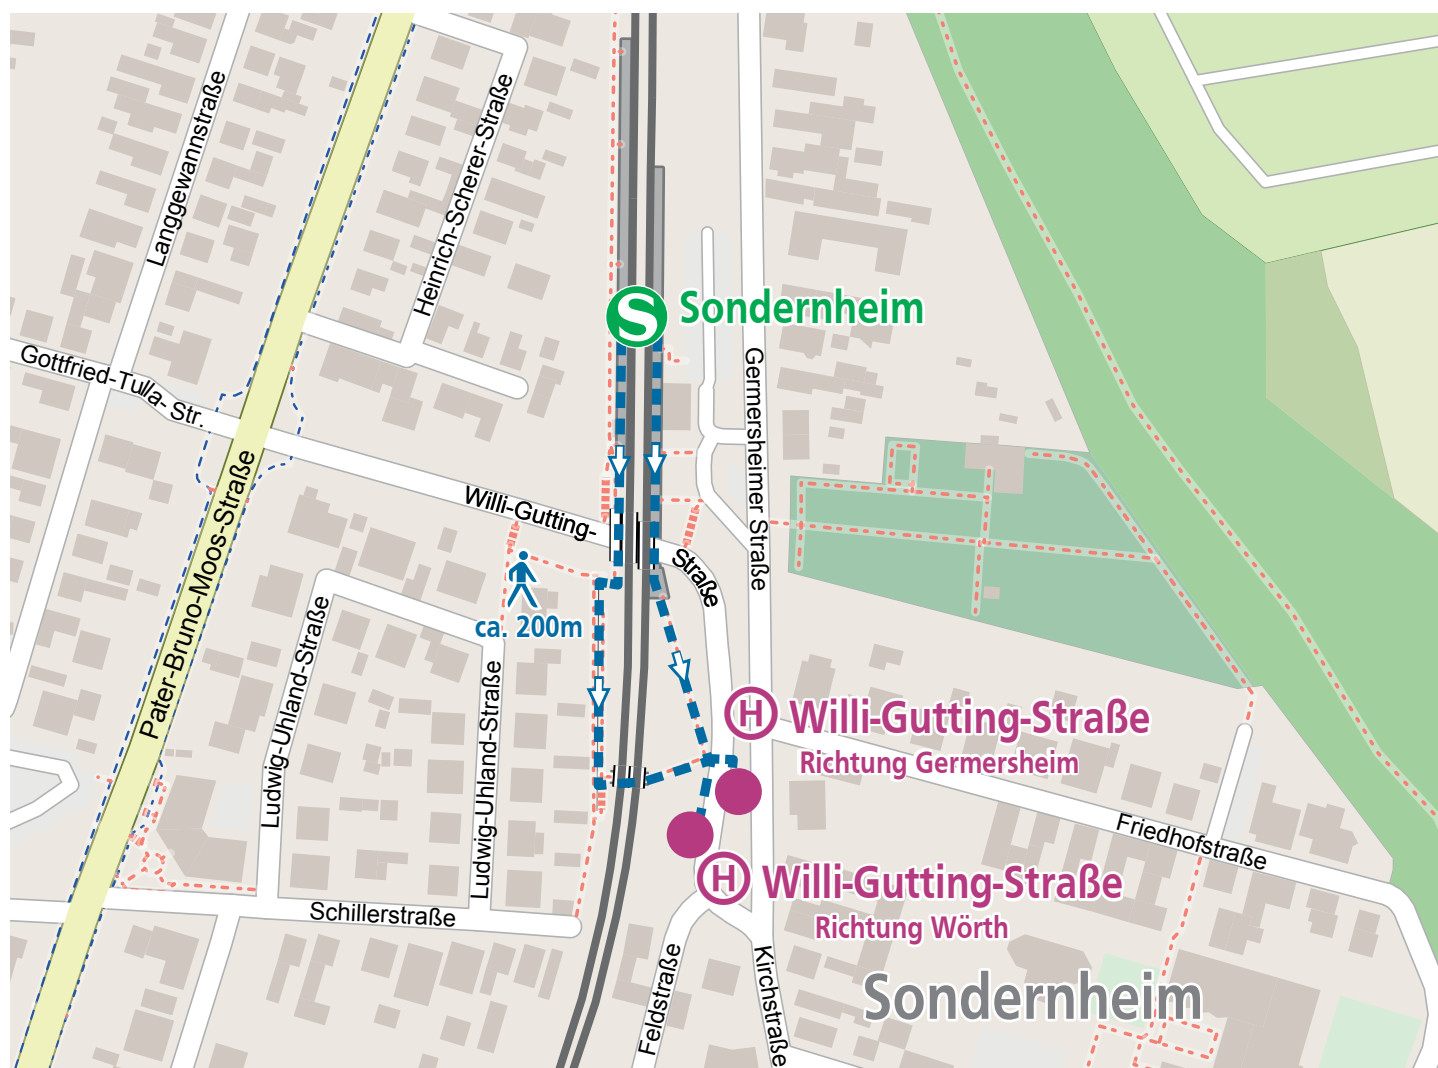 Langgewannstraße
Heinrich-Scherer-Straße
S Sondernheim
Gottfried-Tulla-Str.
Germersheimer Straße
Pater-Bruno-Moos-Straße
Willi-Gutting-
Straße
ca. 200m
Ludwig-Uhland-Straße
Ludwig-Uhland-Straße
H Willi-Gutting-Straße
Richtung Germersheim
Friedhofstraße
H Willi-Gutting-Straße
Richtung Wörth
Schillerstraße
Feldstraße
Kirchstraße
Sondernheim